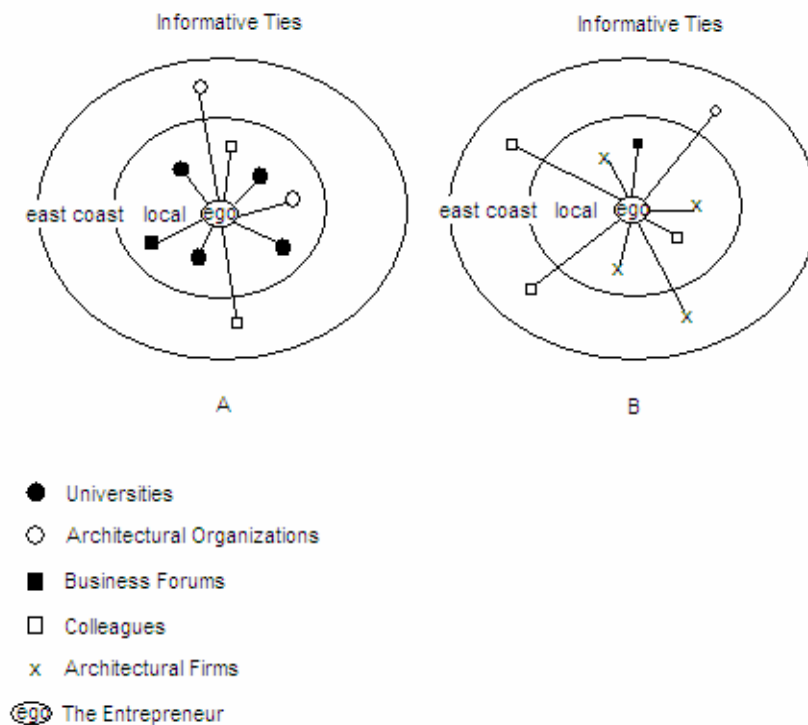 Informative Ties
Informative Ties
east coast local ego
east coast local ego
x
x
x
x
A
B
Universities
Architectural Organizations
Business Forums
Colleagues
x Architectural Firms
ego The Entrepreneur